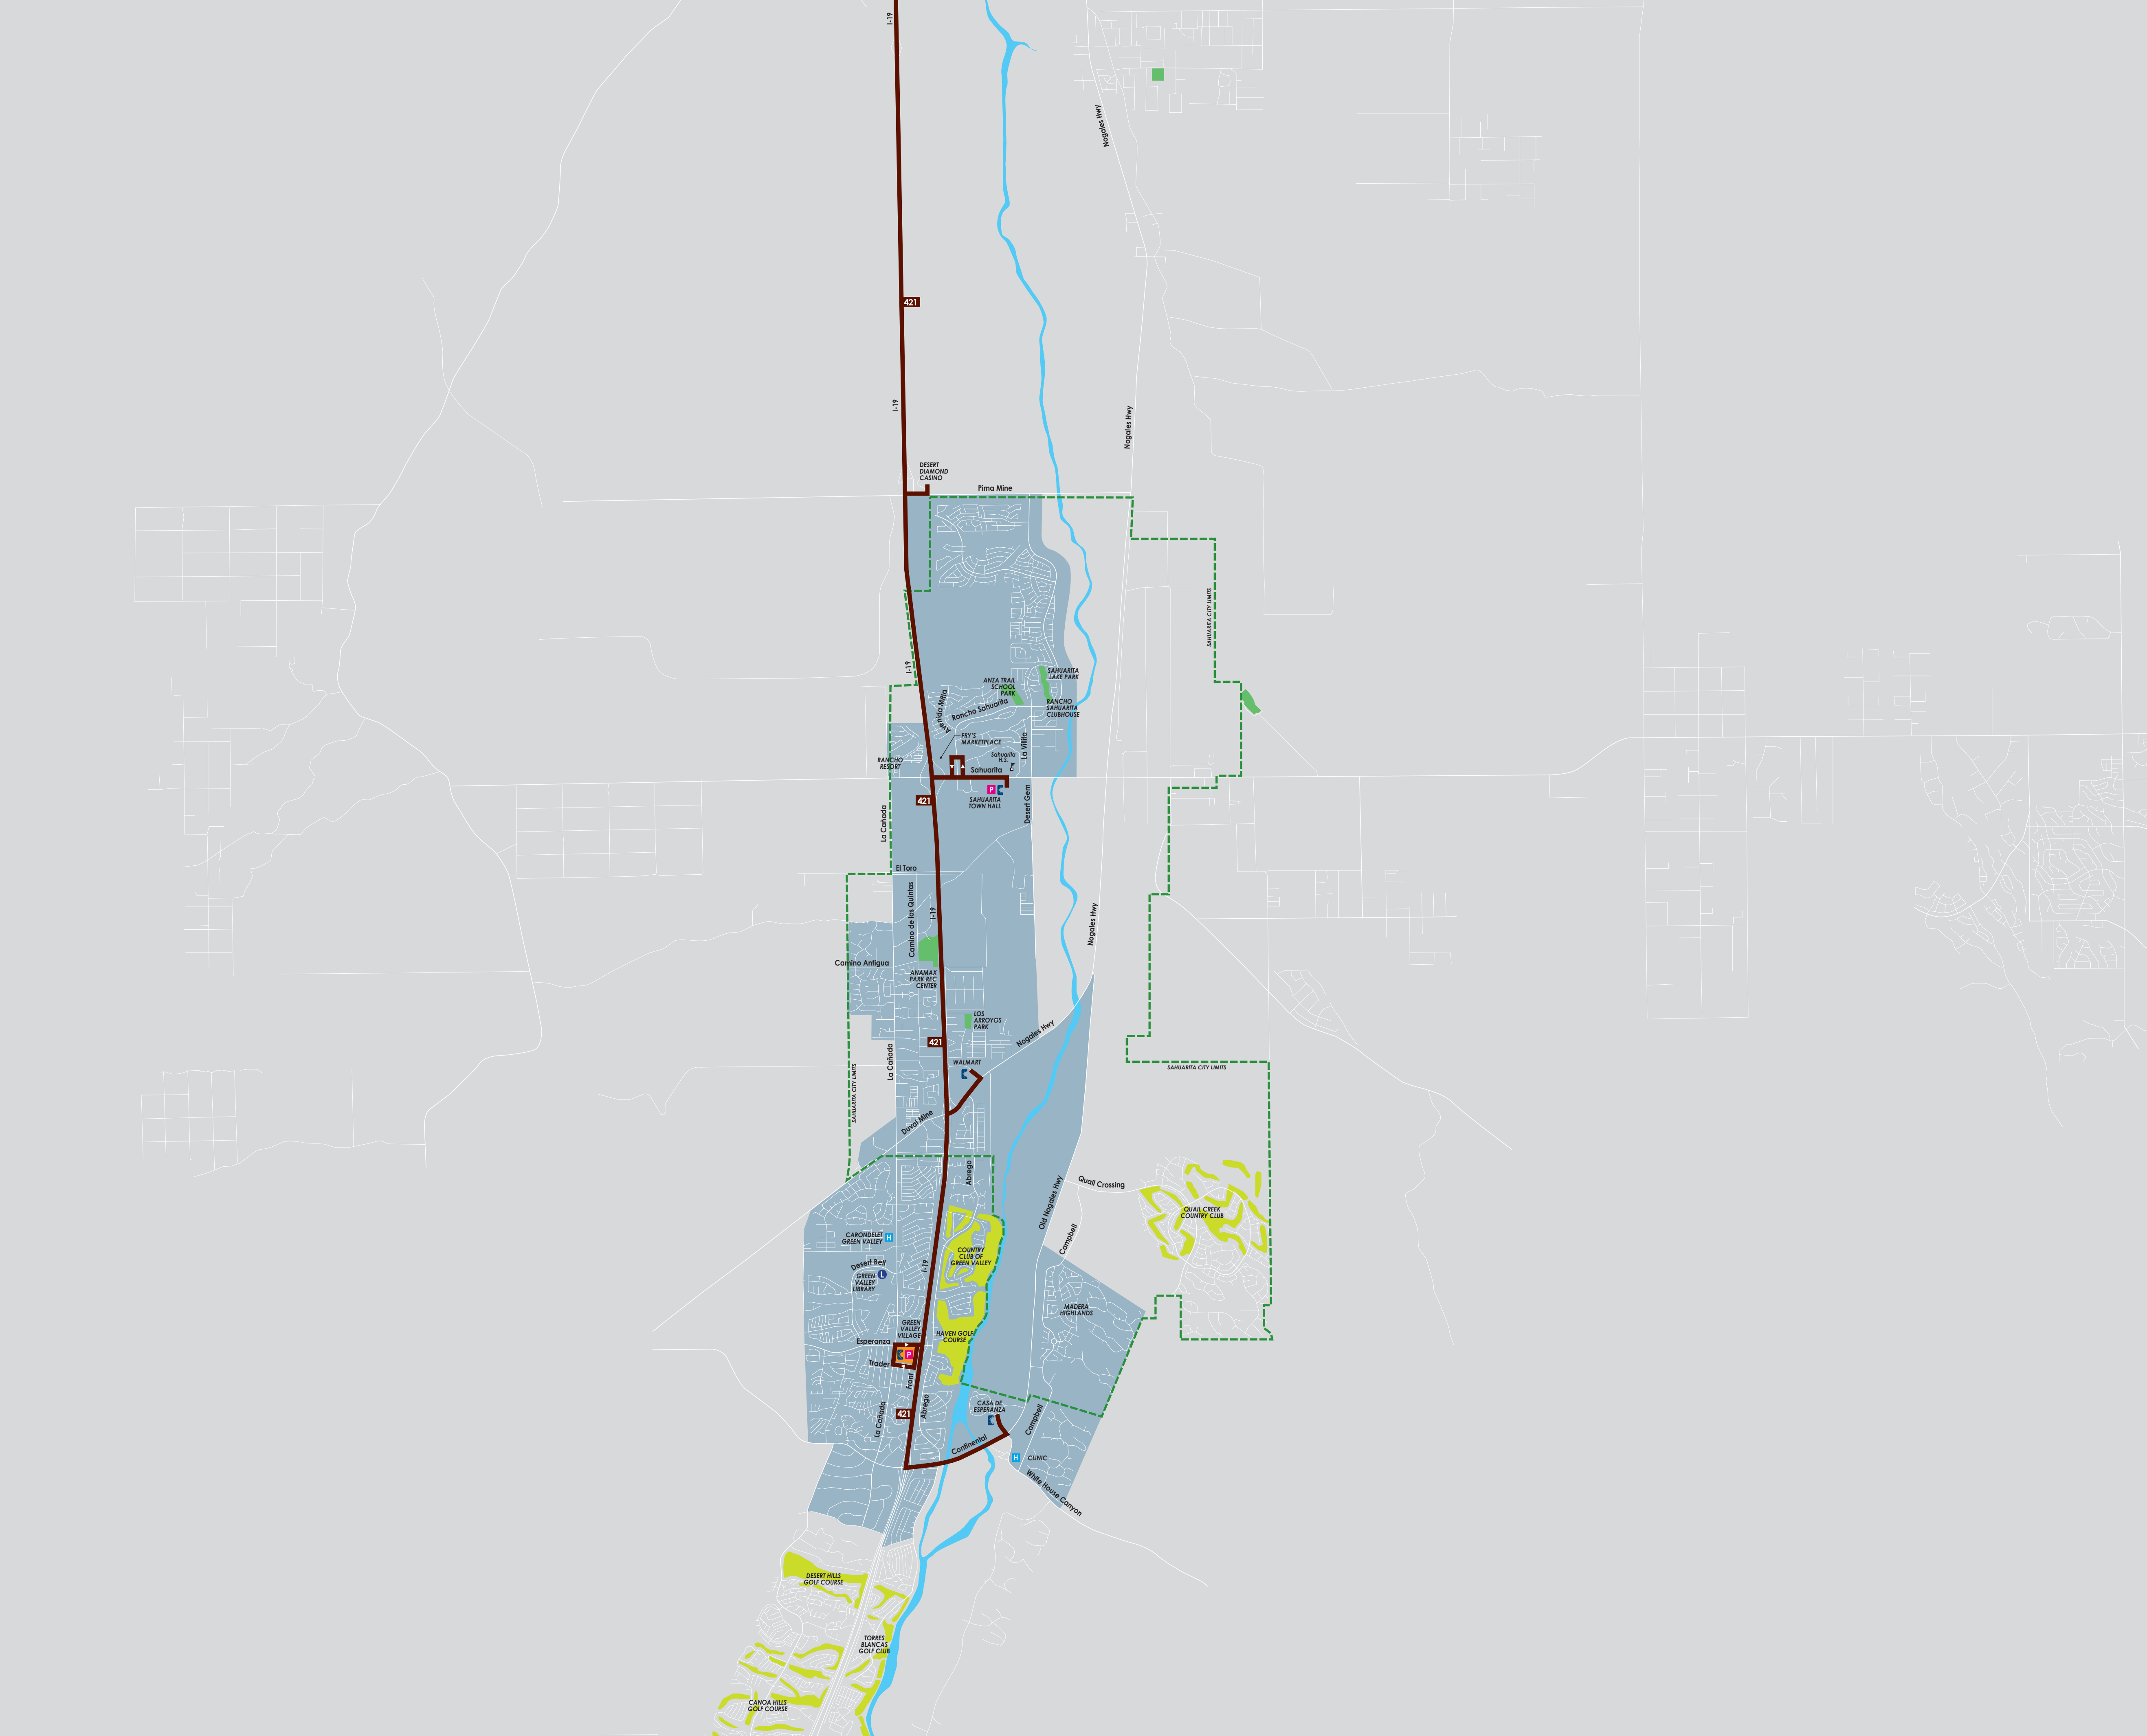 I-19
Nogales Hwy
421
I-19
Nogales Hwy
DESERT
DIAMOND
CASINO
Pima Mine
SAHUARITA CITY LIMITS
I-19
SAHUARITA
LAKE PARK
ANZA TRAIL
SCHOOL
PARK
Rancho Sahuarita
RANCHO
SAHUARITA
CLUBHOUSE
FRY'S
MARKETPLACE
La Villita
Sahuarita
H.S.
RANCHO
RESORT
Sahuarita
P
SAHUARITA
TOWN HALL
421
La Cañada
Desert Gem
El Toro
Camino de las Quintas
I-19
Nogales Hwy
Camino Antigua
ANAMAX
PARK REC
CENTER
LOS
ARROYOS
PARK
Nogales Hwy
421
La Cañada
WALMART
SAHUARITA CITY LIMITS
SAHUARITA CITY LIMITS
Duval Mine
Abrego
Quail Crossing
Old Nogales Hwy
QUAIL CREEK
COUNTRY CLUB
Campbell
CARONDELET
GREEN VALLEY
H
COUNTRY
CLUB OF
GREEN VALLEY
Desert Bell
I-19
L
GREEN
VALLEY
LIBRARY
MADERA
HIGHLANDS
GREEN
VALLEY
VILLAGE
HAVEN GOLF
COURSE
Esperanza
P
Trader
Front
La Cañada
421
Abrego
CASA DE
ESPERANZA
Campbell
Continental
H
CLINIC
White House Canyon
DESERT HILLS
GOLF COURSE
TORRES
BLANCAS
GOLF CLUB
CANOA HILLS
GOLF COURSE